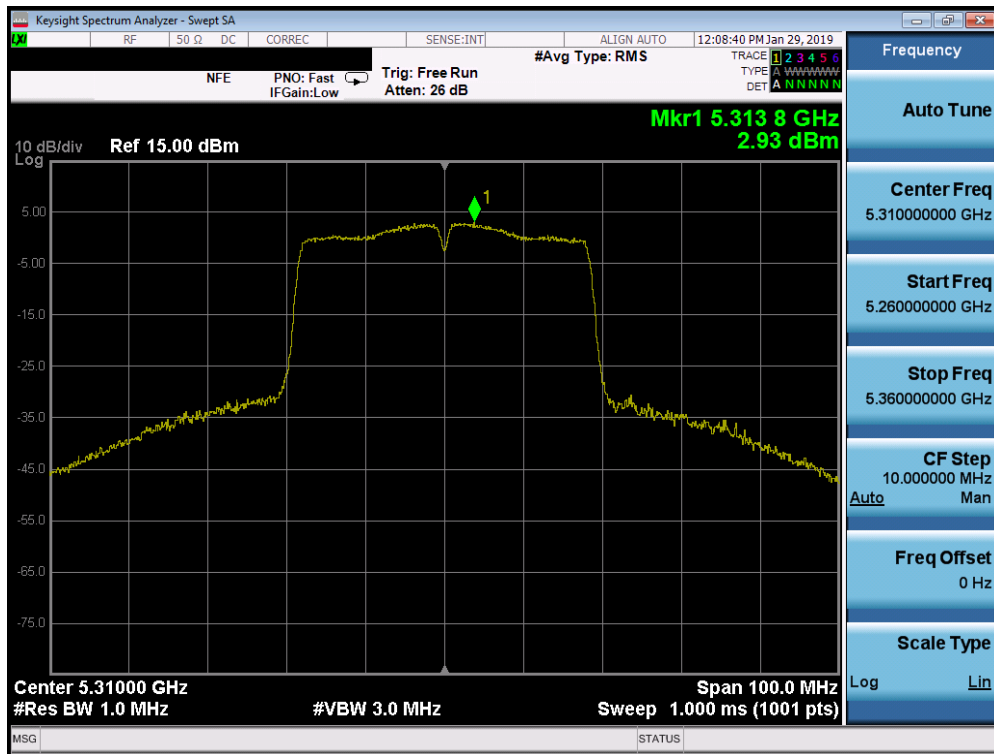 Keysight Spectrum Analyzer - Swept SA
LXI RF 50 Ω DC CORREC SENSE:INT ALIGN AUTO 12:08:40 PM Jan 29, 2019
#Avg Type: RMS TRACE 1 2 3 4 5 6
NFE PNO: Fast Trig: Free Run TYPE A WWWWW
IFGain:Low Atten: 26 dB DET A N N N N N
Mkr1 5.313 8 GHz
2.93 dBm
10 dB/div Ref 15.00 dBm
Log
1
5.00
-5.00
-15.0
-25.0
-35.0
-45.0
-55.0
-65.0
-75.0
Center 5.31000 GHz Span 100.0 MHz
#Res BW 1.0 MHz #VBW 3.0 MHz Sweep 1.000 ms (1001 pts)
MSG STATUS
Frequency
Auto Tune
Center Freq
5.310000000 GHz
Start Freq
5.260000000 GHz
Stop Freq
5.360000000 GHz
CF Step
10.000000 MHz
Auto Man
Freq Offset
0 Hz
Scale Type
Log Lin